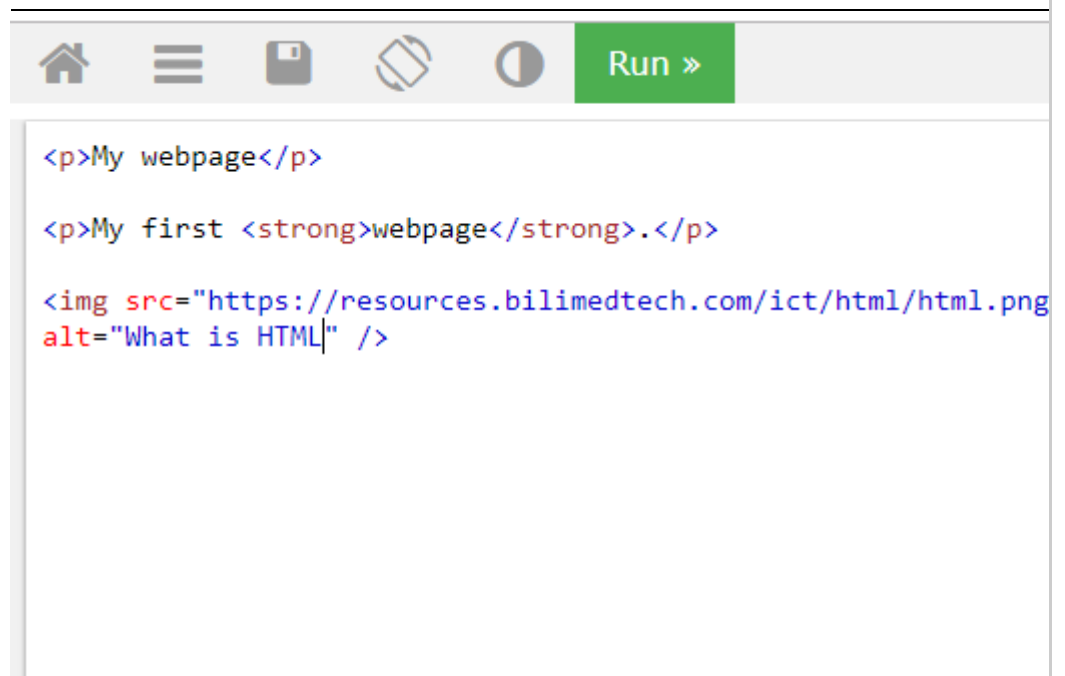 Run »
<p>My webpage</p>
<p>My first <strong>webpage</strong>.</p>
<img src="https://resources.bilimedtech.com/ict/html/html.png
alt="What is HTML" />